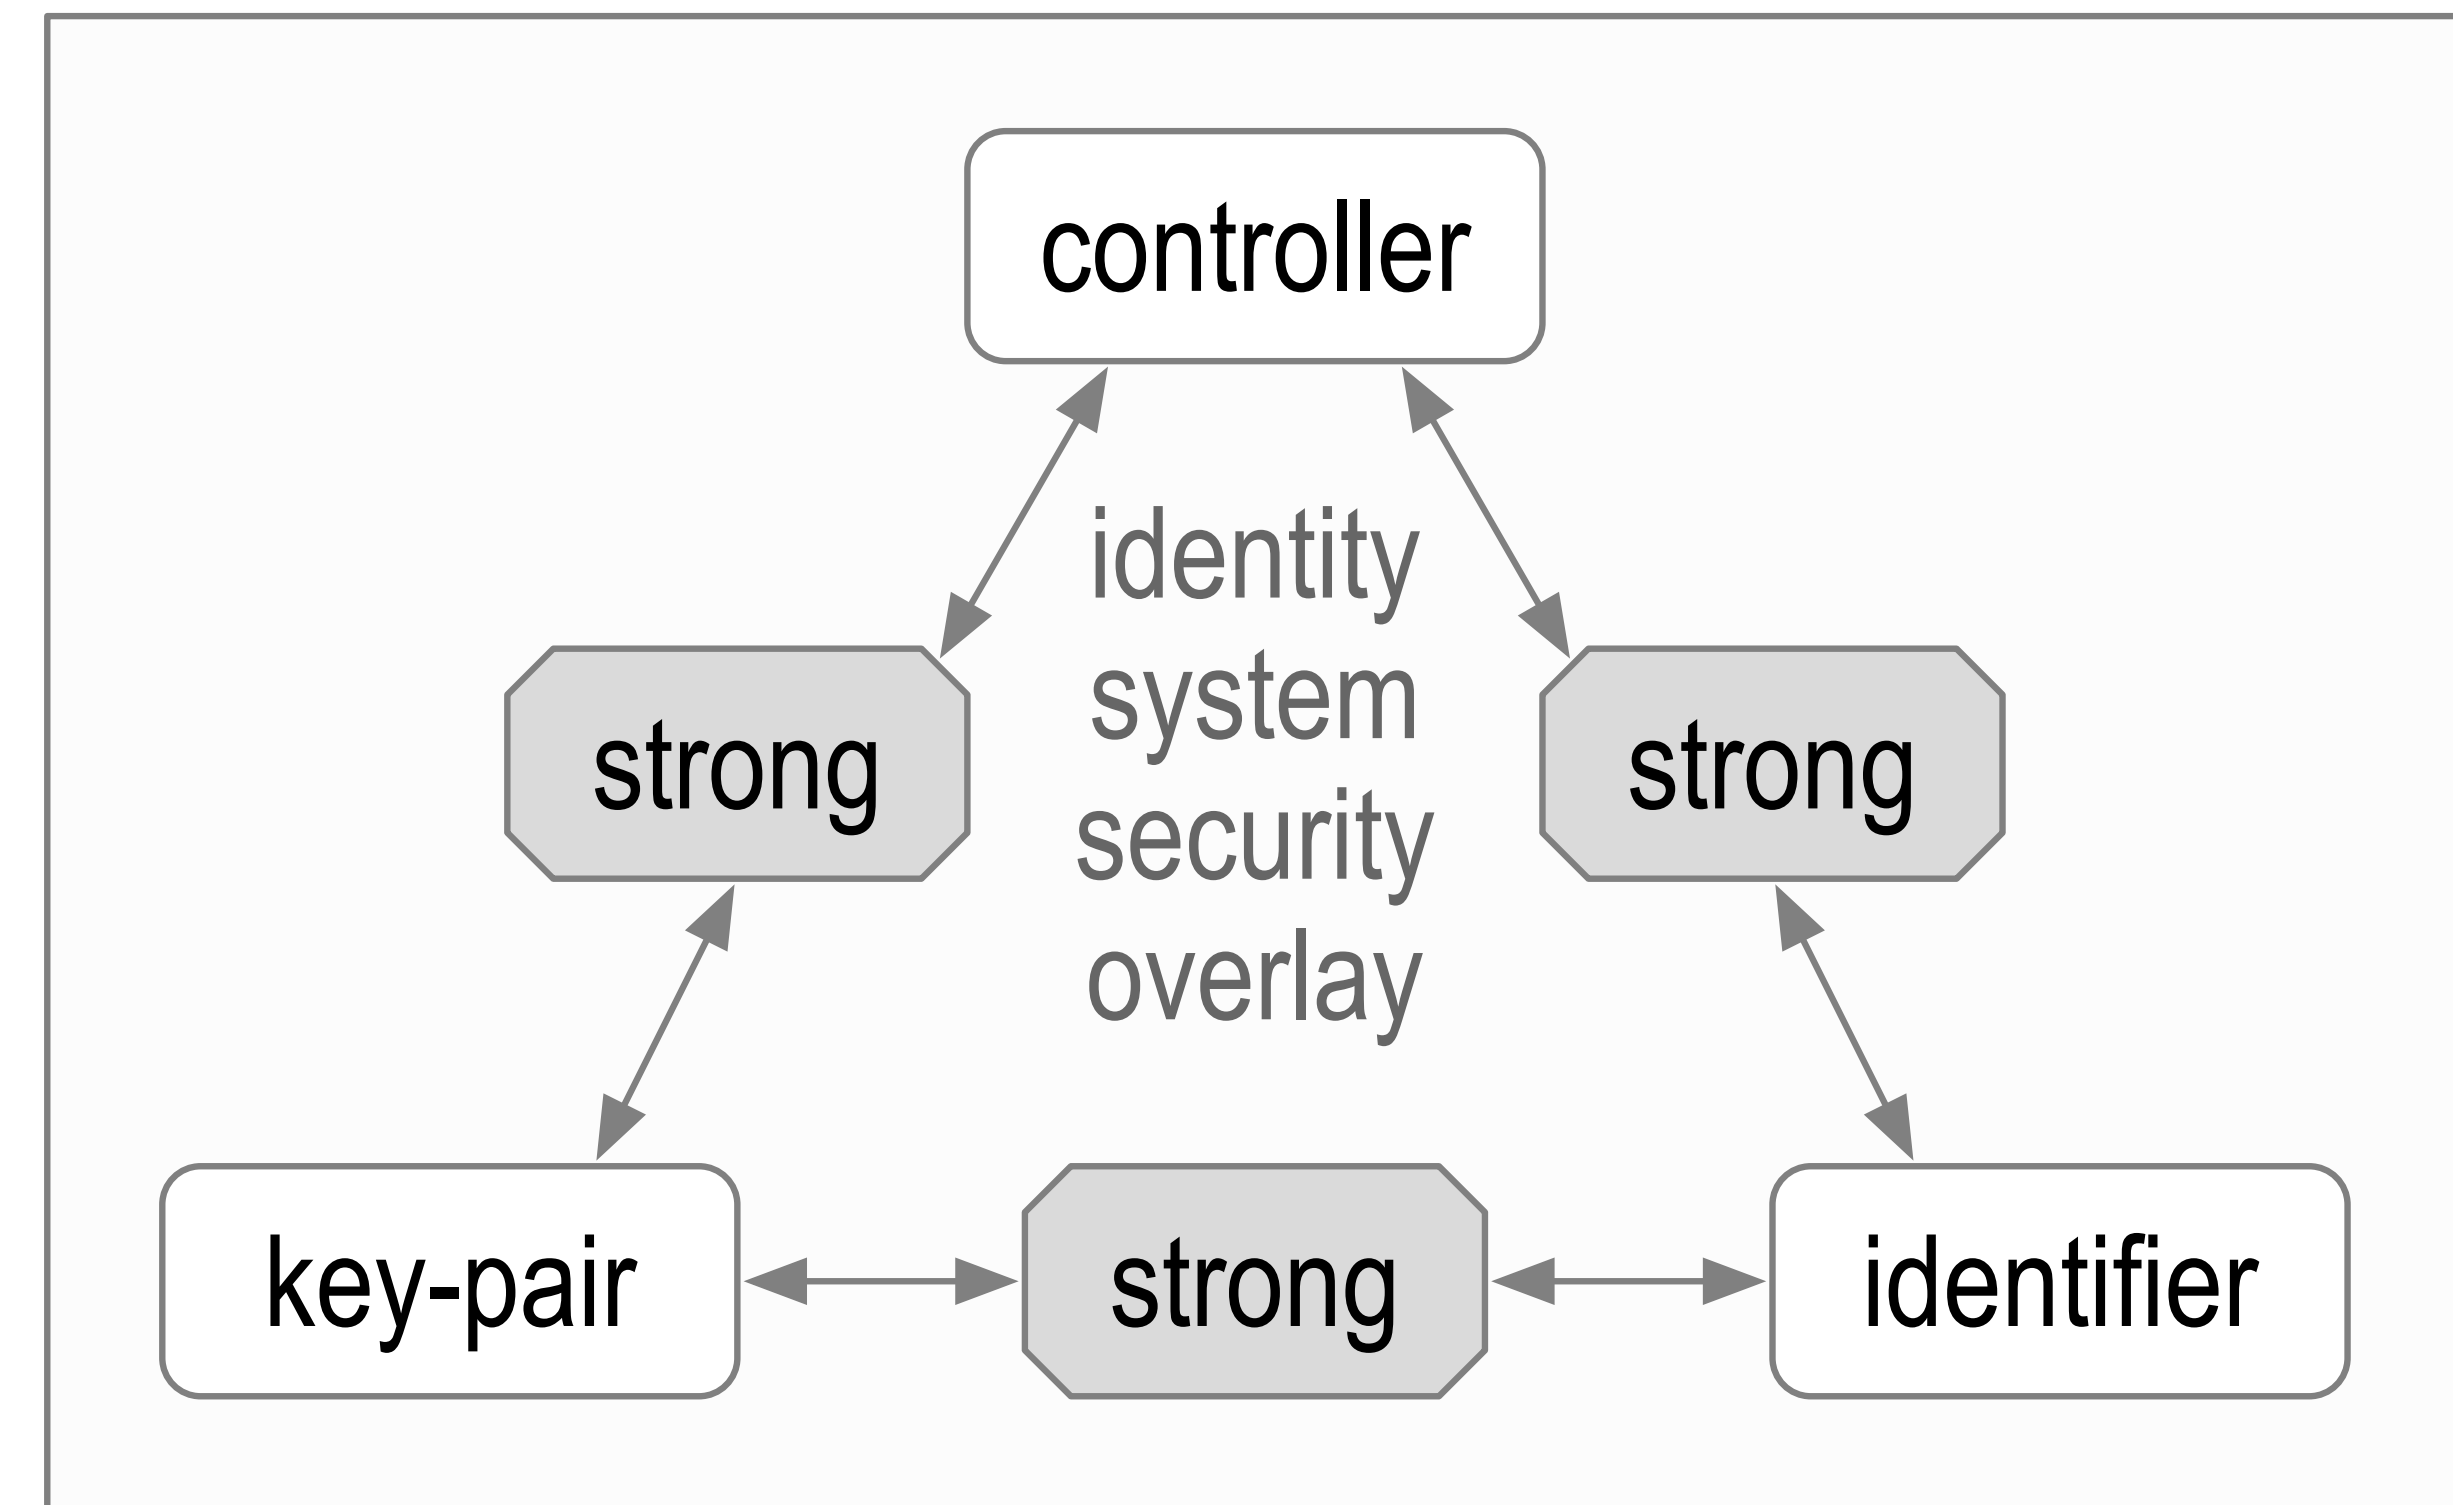 controller
identity
system
strong
strong
security
overlay
key-pair
strong
identifier